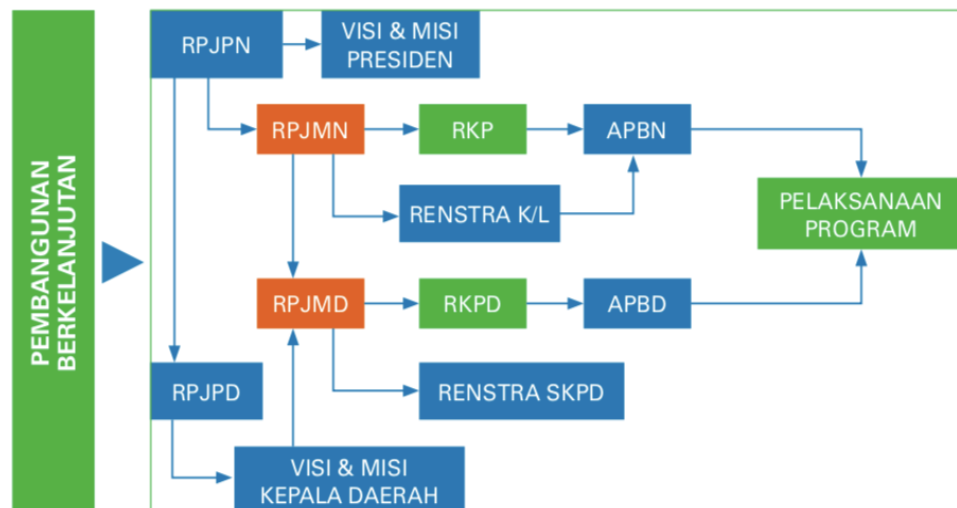 PEMBANGUNAN
BERKELANJUTAN
RPJPN
VISI & MISI
PRESIDEN
RPJMN
RKP
APBN
RENSTRA K/L
PELAKSANAAN
PROGRAM
RPJMD
RKPD
APBD
RPJPD
RENSTRA SKPD
VISI & MISI
KEPALA DAERAH